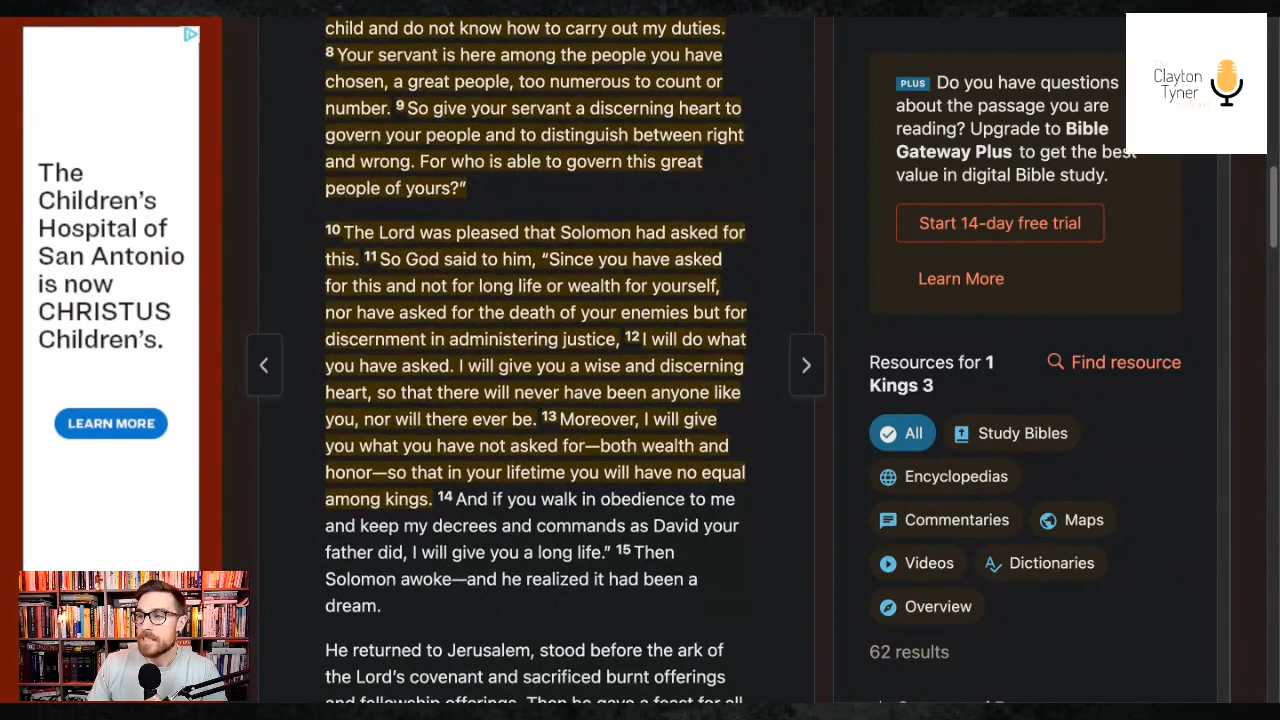 The
Children's
Hospital of
San Antonio
is now
CHRISTUS
Children's.
LEARN MORE
child and do not know how to carry out my duties.
8 Your servant is here among the people you have
chosen, a great people, too numerous to count or
number. 9 So give your servant a discerning heart to
govern your people and to distinguish between right
and wrong. For who is able to govern this great
people of yours?”
10 The Lord was pleased that Solomon had asked for
this. 11 So God said to him, “Since you have asked
for this and not for long life or wealth for yourself,
nor have asked for the death of your enemies but for
discernment in administering justice, 12 I will do what
you have asked. I will give you a wise and discerning
heart, so that there will never have been anyone like
you, nor will there ever be. 13 Moreover, I will give
you what you have not asked for—both wealth and
honor—so that in your lifetime you will have no equal
among kings. 14 And if you walk in obedience to me
and keep my decrees and commands as David your
father did, I will give you a long life.” 15 Then
Solomon awoke—and he realized it had been a
dream.
He returned to Jerusalem, stood before the ark of
the Lord’s covenant and sacrificed burnt offerings
and fellowship offerings. Then he gave a feast for all
PLUS Do you have questions
about the passage you are
reading? Upgrade to Bible
Gateway Plus to get the best
value in digital Bible study.
Start 14-day free trial
Learn More
Resources for 1
Kings 3
Find resource
All
Study Bibles
Encyclopedias
Commentaries
Maps
Videos
Dictionaries
Overview
62 results
The
Clayton
Tyner
Podcast